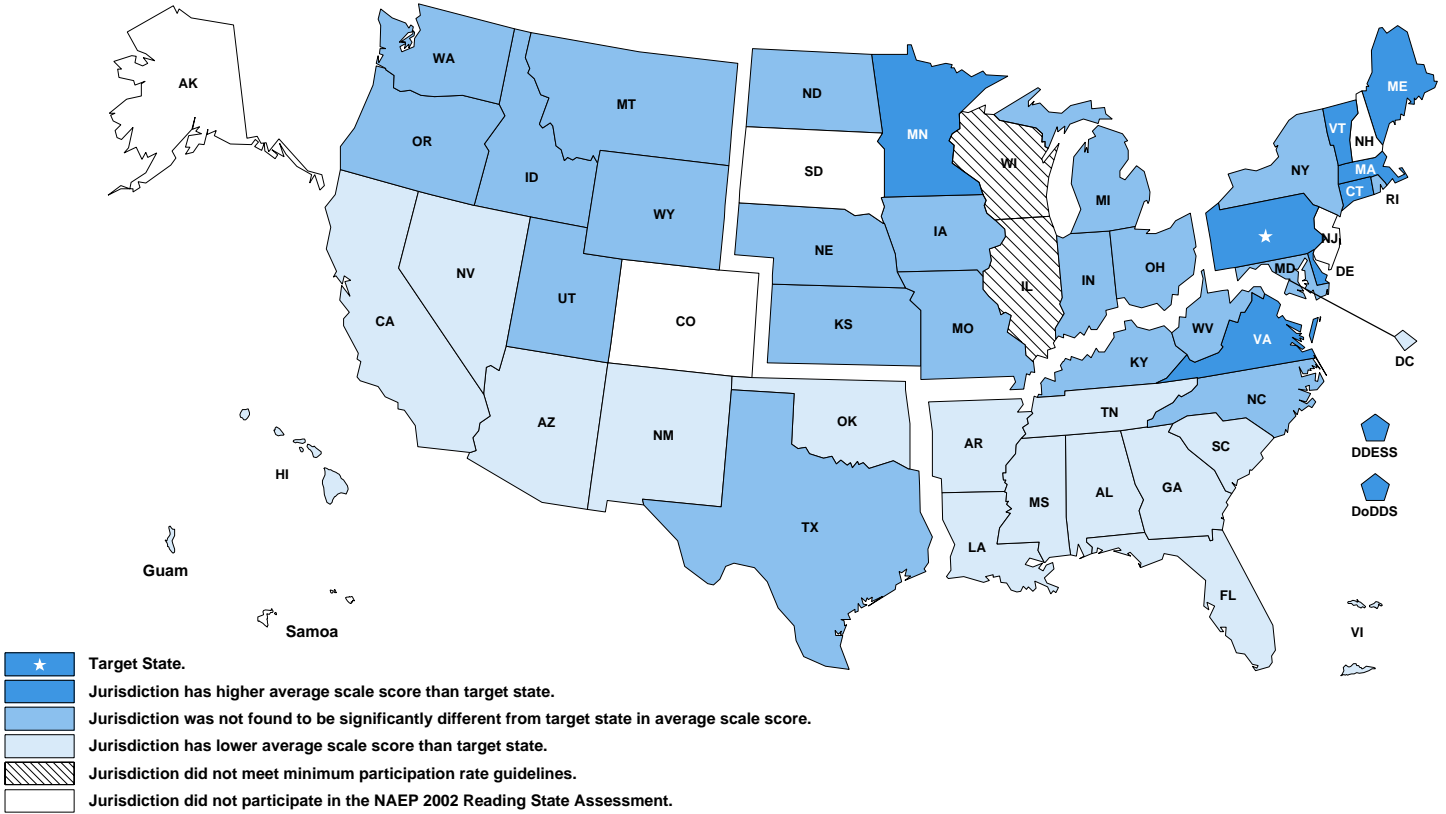 AK
WA
MT
ND
MN
ME
VT
NH
OR
ID
SD
WI
NY
MA
CT
RI
WY
MI
IA
NE
NJ
NV
UT
IN
OH
MD
DE
CA
CO
KS
IL
MO
WV
VA
KY
DC
NC
AZ
NM
OK
TN
AR
SC
DDESS
HI
MS
AL
GA
DoDDS
TX
LA
Guam
FL
Samoa
VI
Target State.
Jurisdiction has higher average scale score than target state.
Jurisdiction was not found to be significantly different from target state in average scale score.
Jurisdiction has lower average scale score than target state.
Jurisdiction did not meet minimum participation rate guidelines.
Jurisdiction did not participate in the NAEP 2002 Reading State Assessment.